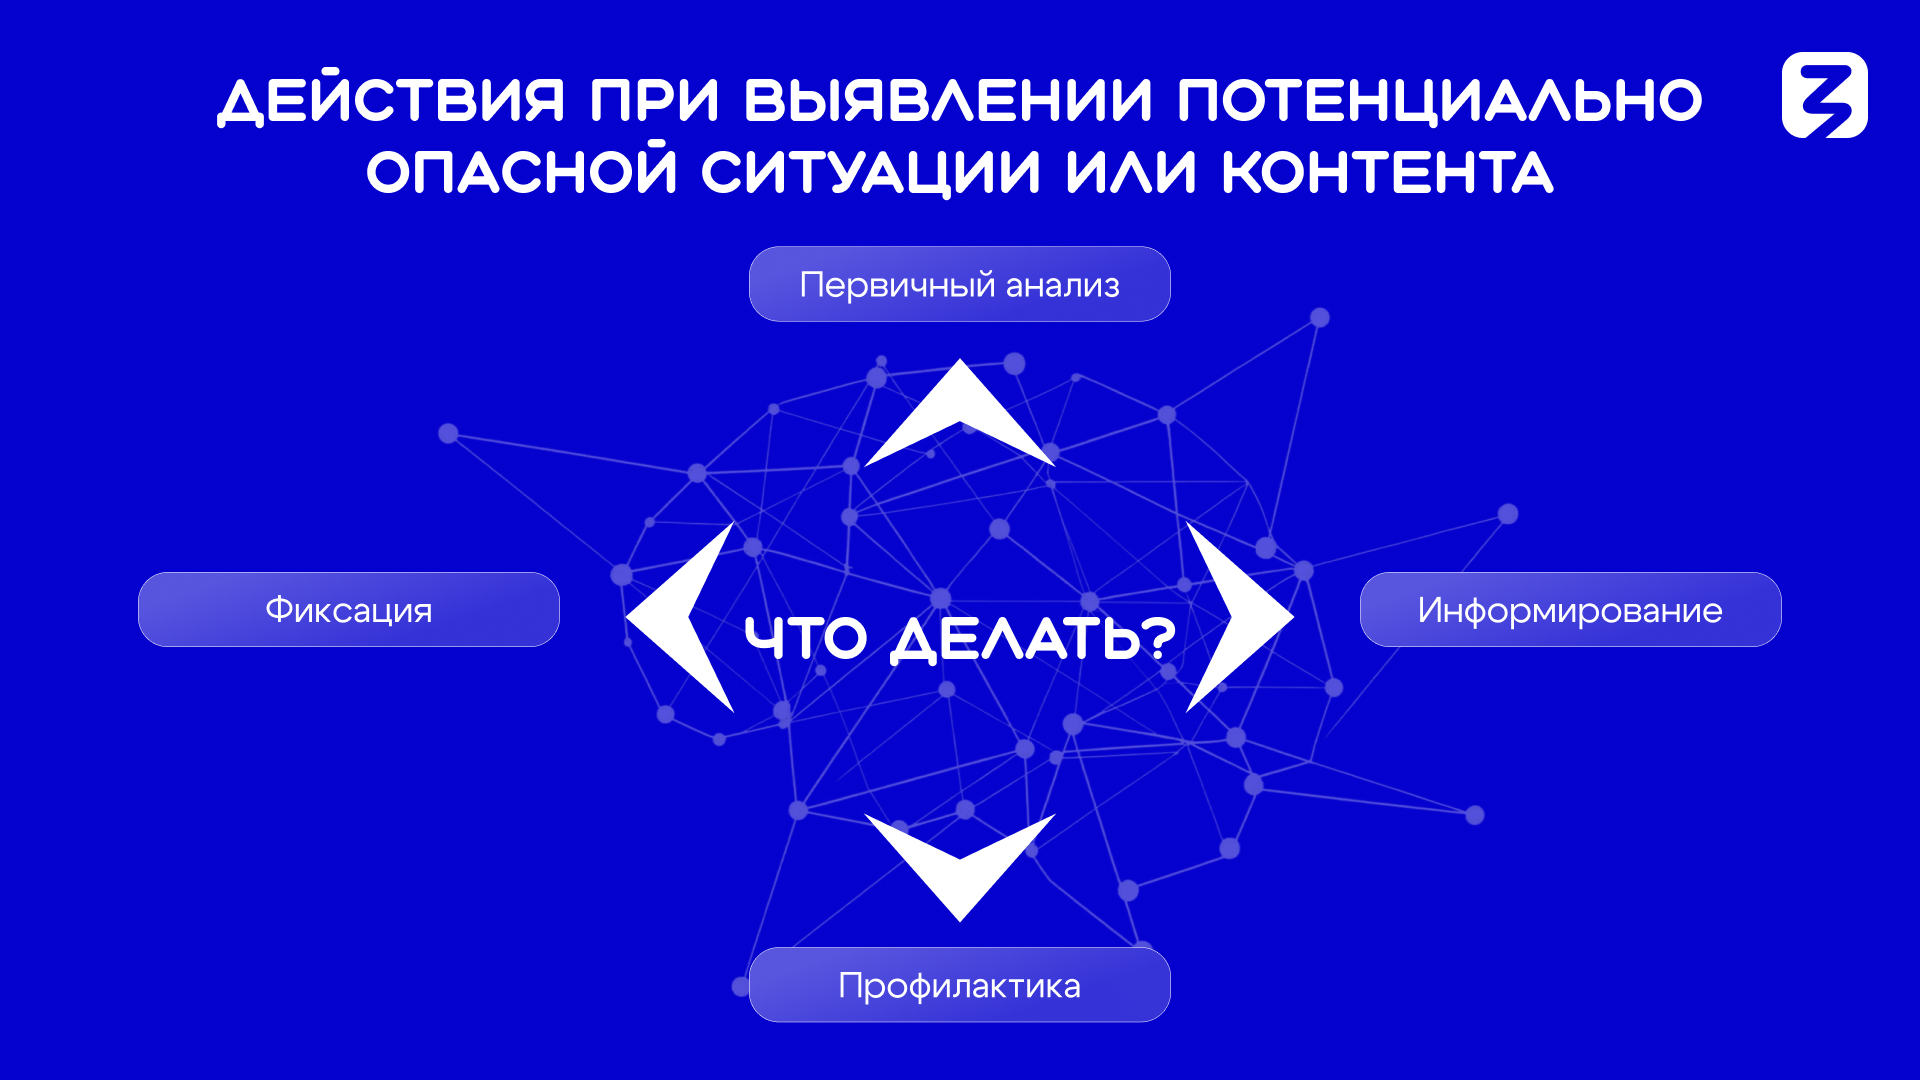 ДЕЙСТВИЯ ПРИ ВЫЯВЛЕНИИ ПОТЕНЦИАЛЬНО
ОПАСНОЙ СИТУАЦИИ ИЛИ КОНТЕНТА
Первичный анализ
Фиксация
ЧТО ДЕЛАТЬ?
Информирование
Профилактика